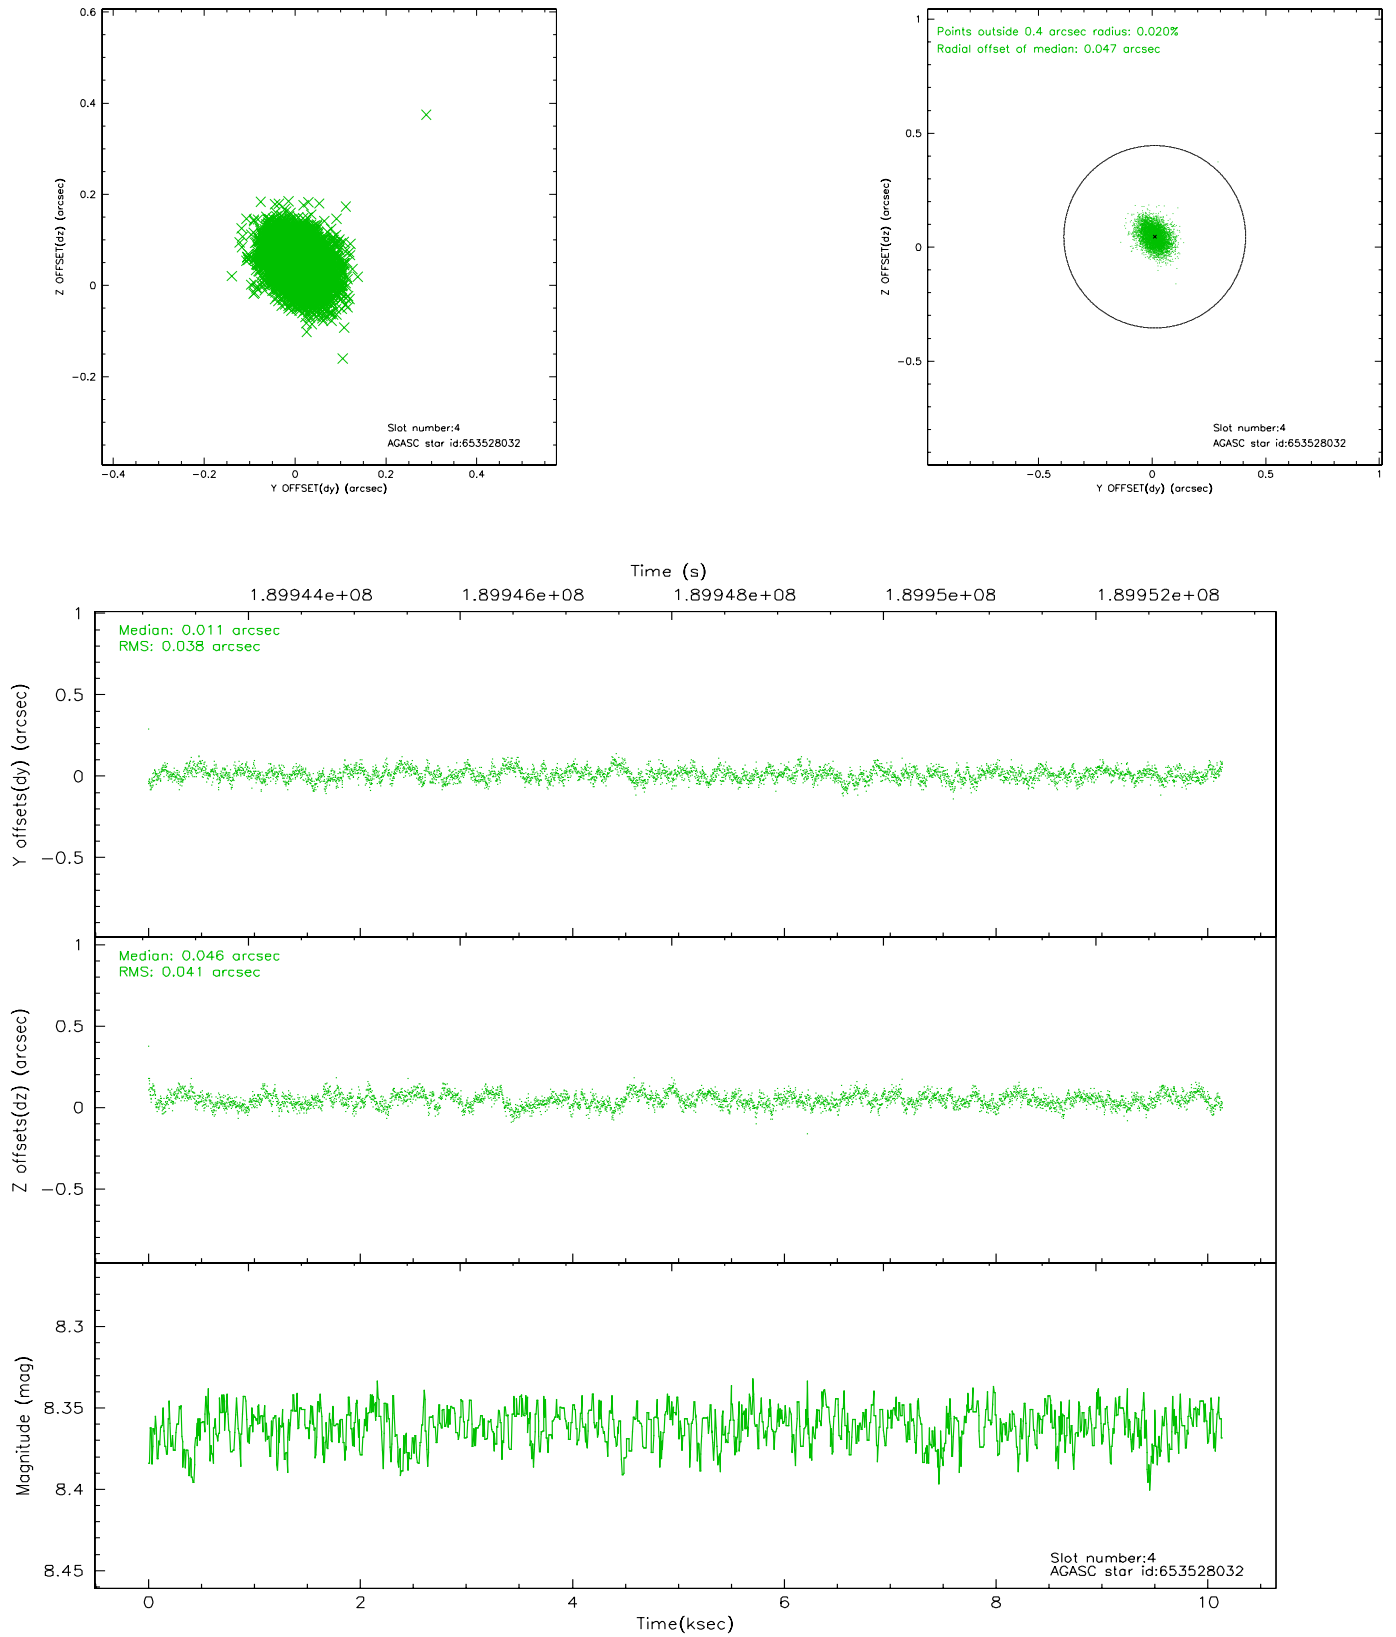 0.6
0.4
0.2
0
−0.2
Z OFFSET(dz) (arcsec)
Slot number:4
AGASC star id:653528032
−0.4 −0.2 0 0.2 0.4
Y OFFSET(dy) (arcsec)
Points outside 0.4 arcsec radius: 0.020%
Radial offset of median: 0.047 arcsec
1
0.5
0
−0.5
Z OFFSET(dz) (arcsec)
Slot number:4
AGASC star id:653528032
−0.5 0 0.5 1
Y OFFSET(dy) (arcsec)
Time (s)
1.89944e+08 1.89946e+08 1.89948e+08 1.8995e+08 1.89952e+08
Median: 0.011 arcsec
RMS: 0.038 arcsec
1
0.5
0
−0.5
Y offsets(dy) (arcsec)
Median: 0.046 arcsec
RMS: 0.041 arcsec
1
0.5
0
−0.5
Z offsets(dz) (arcsec)
8.3
8.35
8.4
8.45
Magnitude (mag)
Slot number:4
AGASC star id:653528032
0 2 4 6 8 10
Time(ksec)